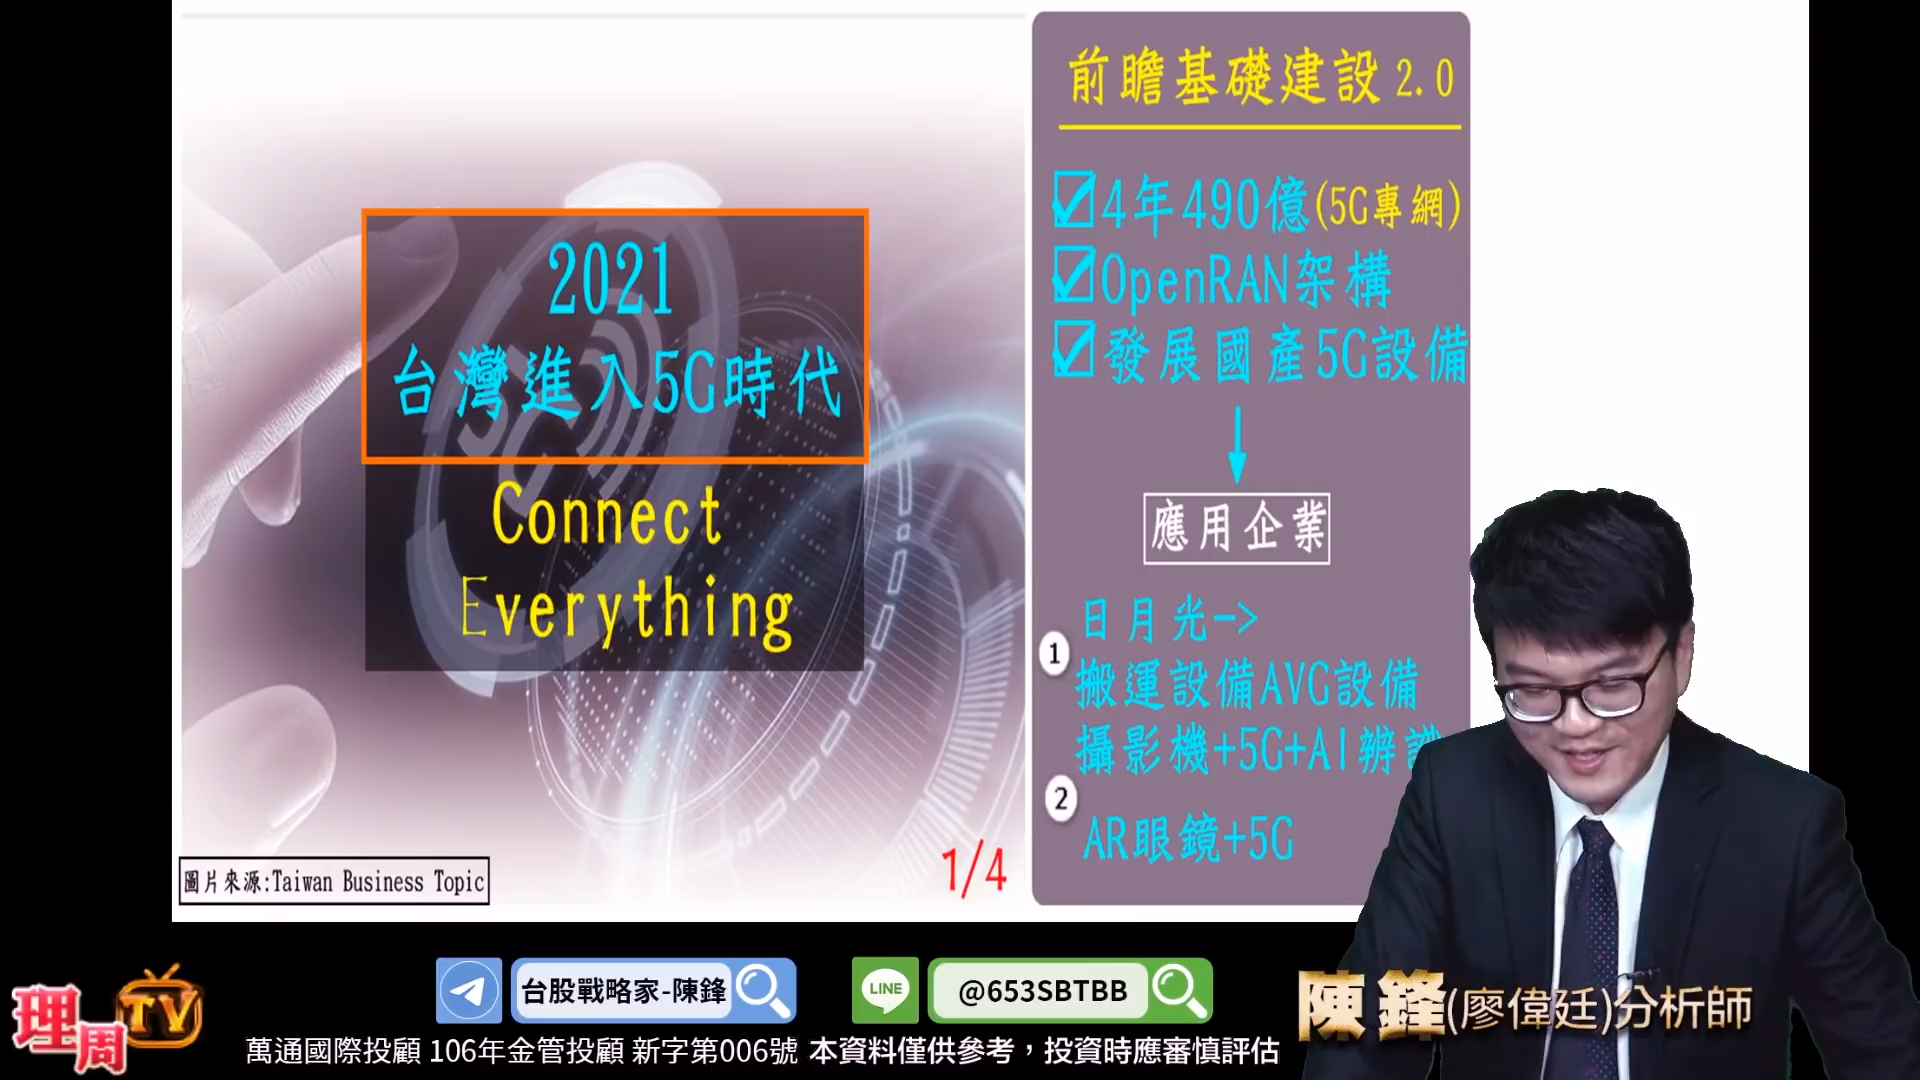 2021
台灣進入5G時代
Connect
Everything
圖片來源:Taiwan Business Topic
1/4
前瞻基礎建設2.0
4年490億(5G專網)
OpenRAN架構
發展國產5G設備
應用企業
1
日月光->
搬運設備AVG設備
攝影機+5G+AI辨識
2
AR眼鏡+5G
理周TV
台股戰略家-陳鋒
LINE
@653SBTBB
陳鋒(廖偉廷)分析師
萬通國際投顧 106年金管投顧 新字第006號 本資料僅供參考，投資時應審慎評估